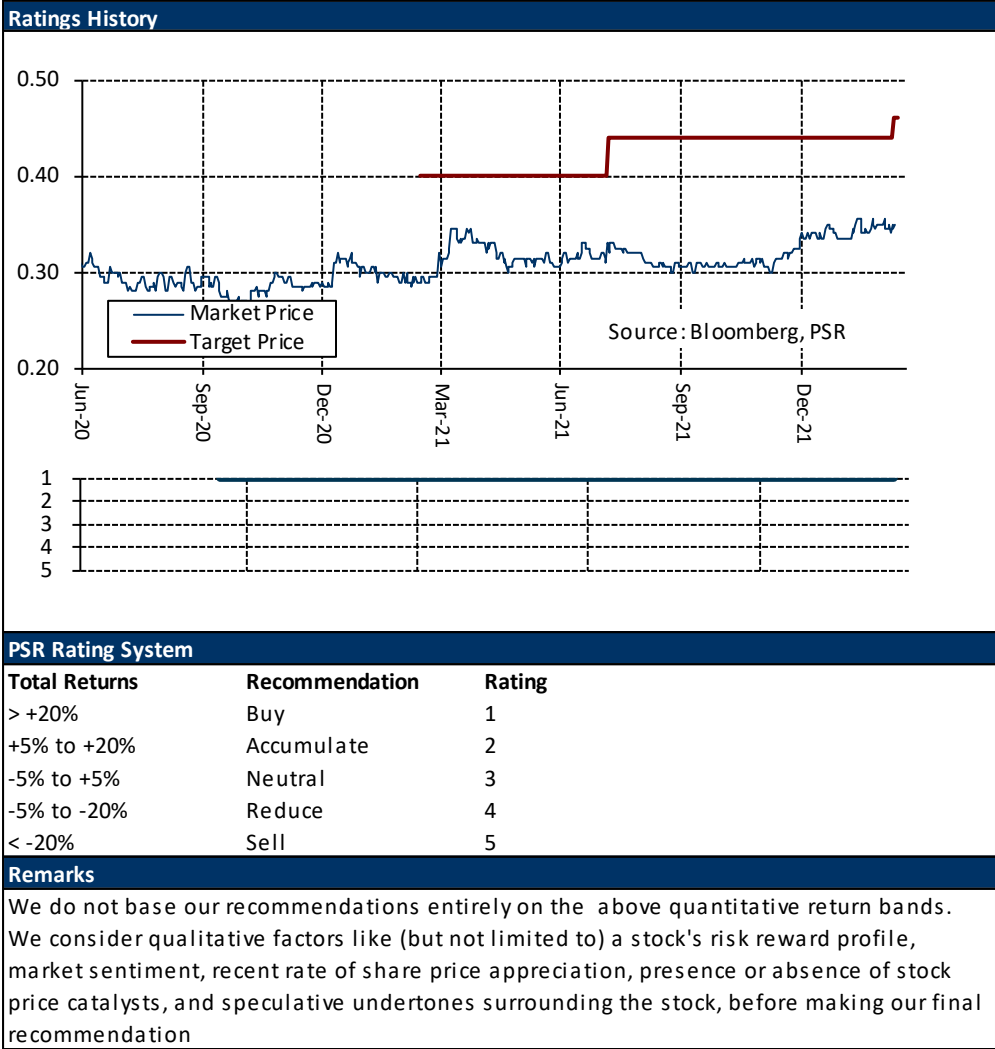 Ratings History
0.50
0.40
0.30
0.20
Market Price
Target Price
Source: Bloomberg, PSR
Jun-20
Sep-20
Dec-20
Mar-21
Jun-21
Sep-21
Dec-21
1
2
3
4
5
PSR Rating System
Total Returns Recommendation Rating
> +20% Buy 1
+5% to +20% Accumulate 2
-5% to +5% Neutral 3
-5% to -20% Reduce 4
< -20% Sell 5
Remarks
We do not base our recommendations entirely on the above quantitative return bands.
We consider qualitative factors like (but not limited to) a stock's risk reward profile,
market sentiment, recent rate of share price appreciation, presence or absence of stock
price catalysts, and speculative undertones surrounding the stock, before making our final
recommendation